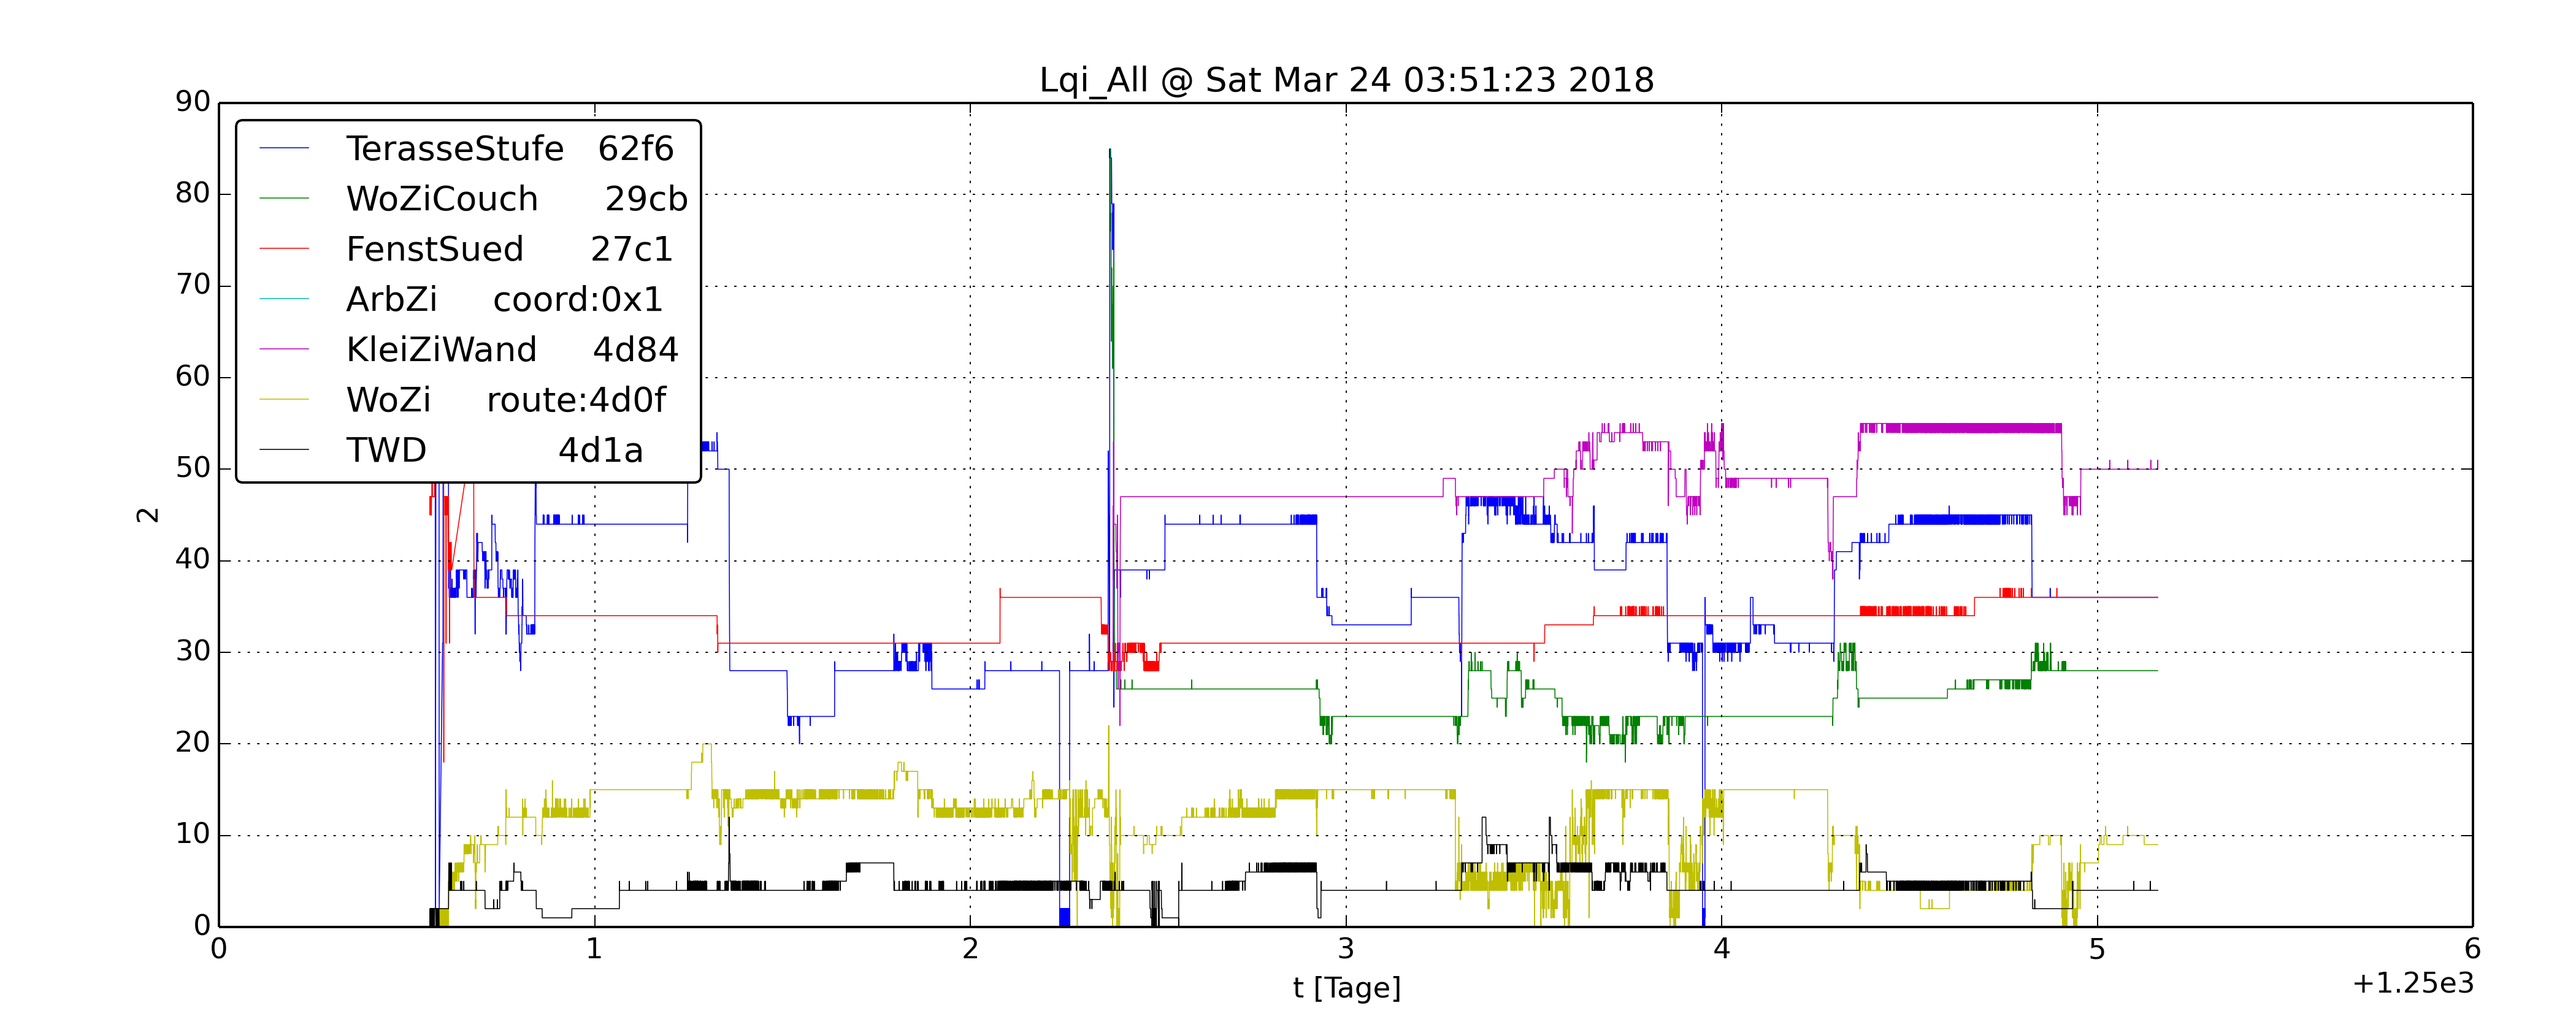 Lqi_All @ Sat Mar 24 03:51:23 2018
90
80
70
60
50
40
30
20
10
0
2
TerasseStufe 62f6
WoZiCouch 29cb
FenstSued 27c1
ArbZi coord:0x1
KleiZiWand 4d84
WoZi route:4d0f
TWD 4d1a
0 1 2 3 4 5 6
t [Tage]
+1.25e3